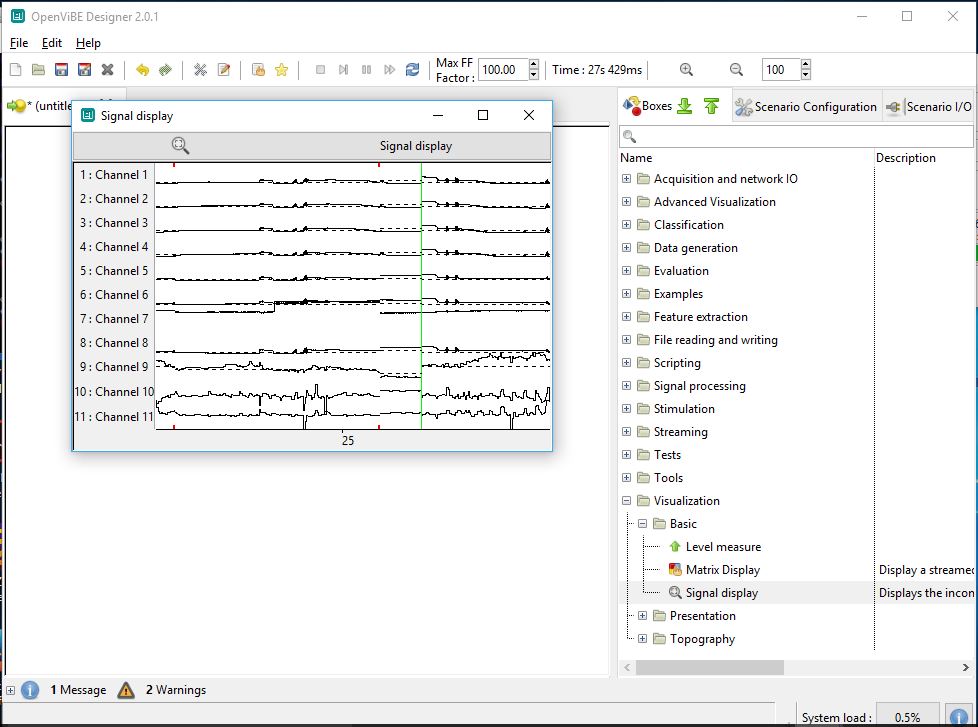 OpenViBE Designer 2.0.1
File Edit Help
Max FF
Factor : 100.00 Time : 27s 429ms 100
* (untitle
Signal display
Signal display
1 : Channel 1
2 : Channel 2
3 : Channel 3
4 : Channel 4
5 : Channel 5
6 : Channel 6
7 : Channel 7
8 : Channel 8
9 : Channel 9
10 : Channel 10
11 : Channel 11
25
Boxes Scenario Configuration Scenario I/O
Name Description
Acquisition and network IO
Advanced Visualization
Classification
Data generation
Evaluation
Examples
Feature extraction
File reading and writing
Scripting
Signal processing
Stimulation
Streaming
Tests
Tools
Visualization
Basic
Level measure
Matrix Display Display a streamed
Signal display Displays the incon
Presentation
Topography
1 Message 2 Warnings
System load : 0.5%